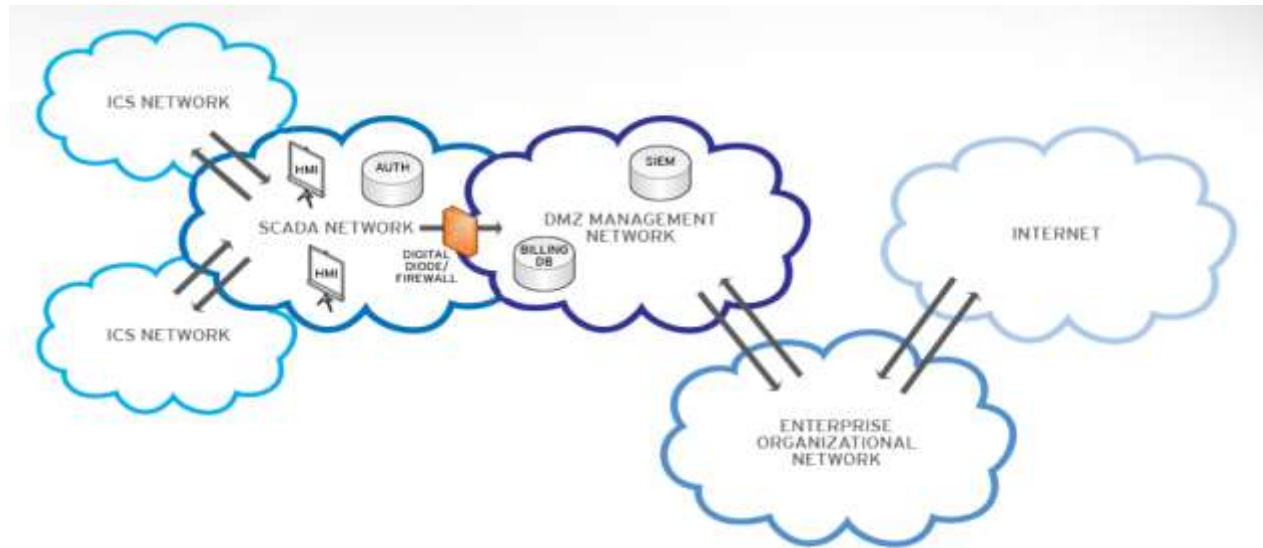 ICS NETWORK
HMI
AUTH
SCADA NETWORK
HMI
DIGITAL
DIODE/
FIREWALL
ICS NETWORK
SIEM
DMZ MANAGEMENT
NETWORK
BILLING
DB
INTERNET
ENTERPRISE
ORGANIZATIONAL
NETWORK